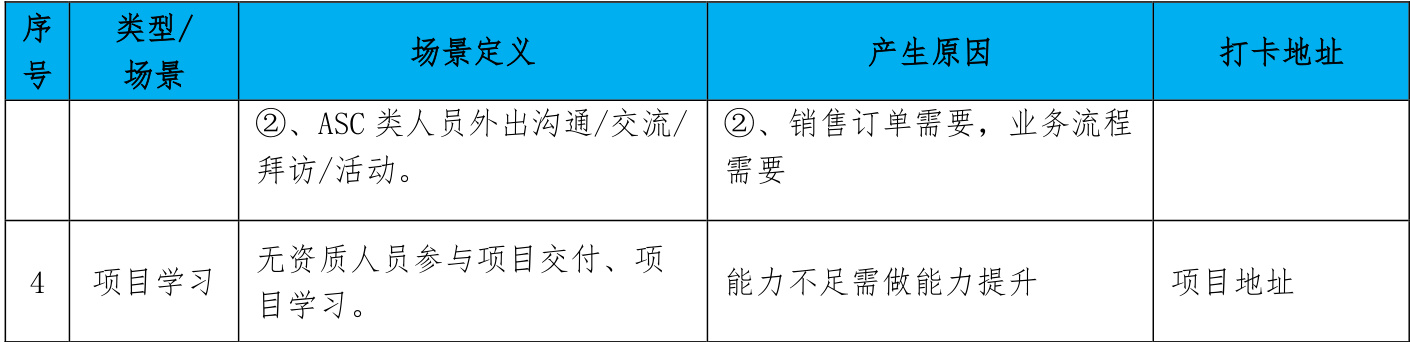 序号 类型/场景 场景定义 产生原因 打卡地址
②、ASC类人员外出沟通/交流/
拜访/活动。
②、销售订单需要，业务流程
需要
4 项目学习 无资质人员参与项目交付、项
目学习。
能力不足需做能力提升 项目地址